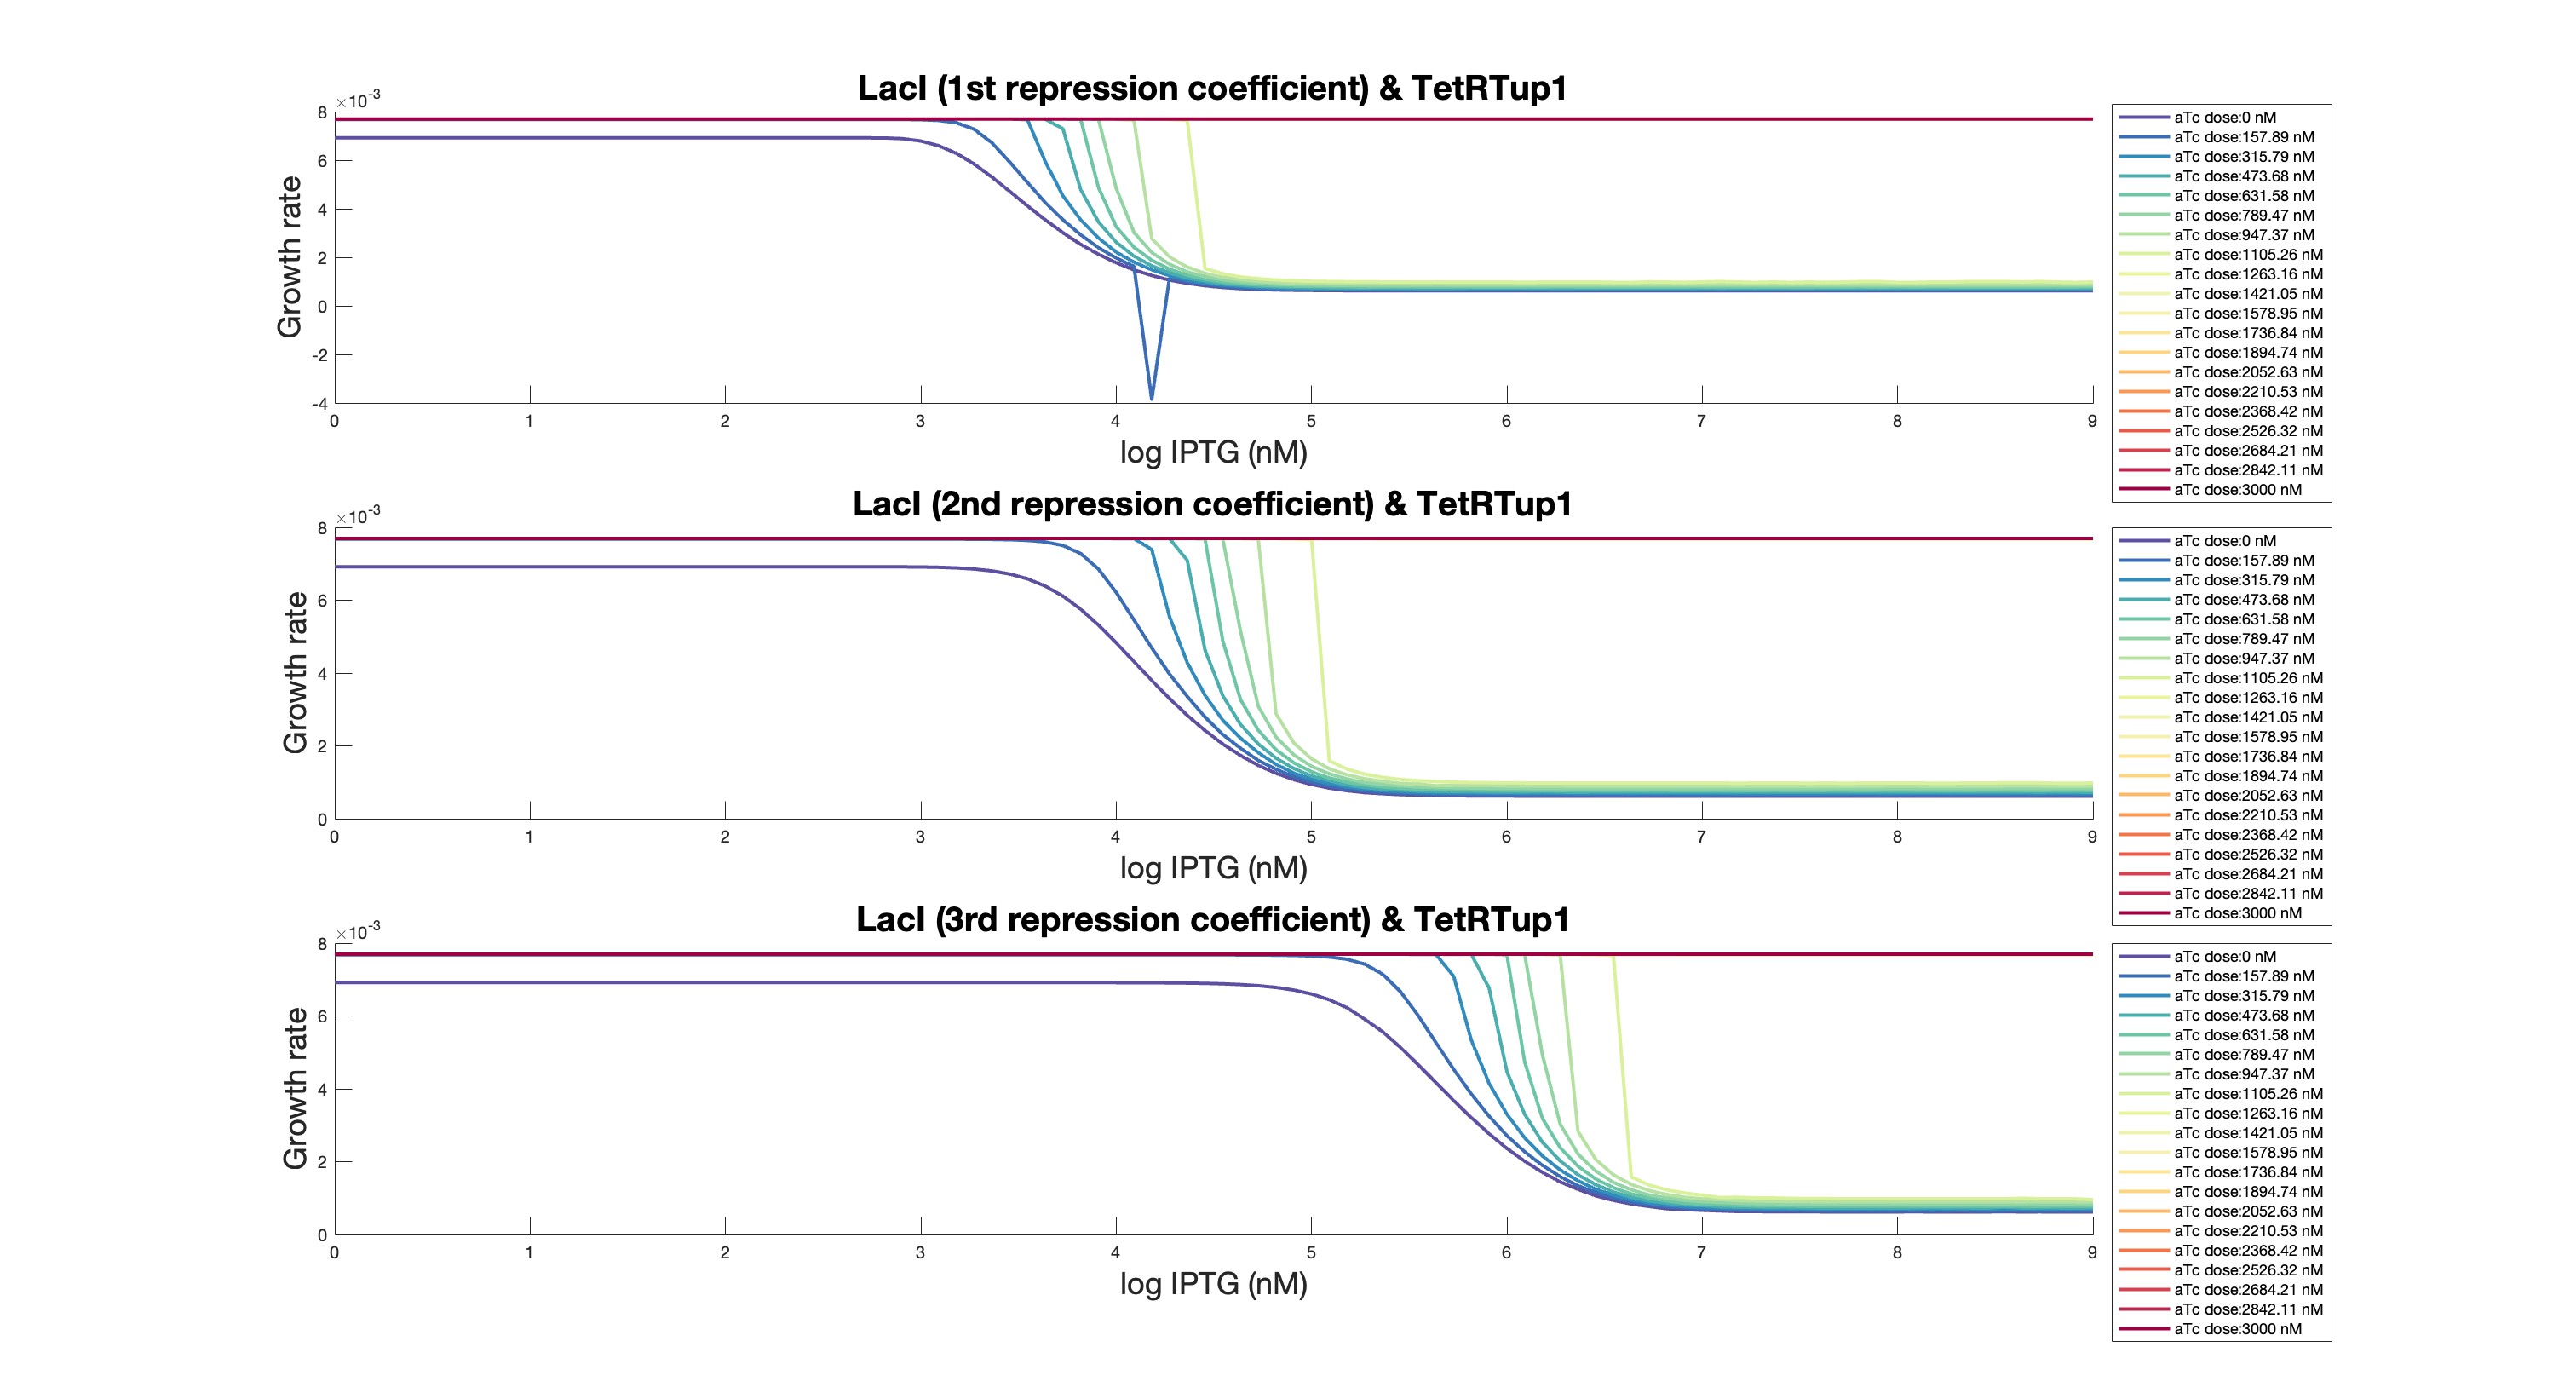 LacI (1st repression coefficient) & TetRTup1
×10-3
8
6
4
2
0
-2
-4
Growth rate
0 1 2 3 4 5 6 7 8 9
log IPTG (nM)
aTc dose:0 nM
aTc dose:157.89 nM
aTc dose:315.79 nM
aTc dose:473.68 nM
aTc dose:631.58 nM
aTc dose:789.47 nM
aTc dose:947.37 nM
aTc dose:1105.26 nM
aTc dose:1263.16 nM
aTc dose:1421.05 nM
aTc dose:1578.95 nM
aTc dose:1736.84 nM
aTc dose:1894.74 nM
aTc dose:2052.63 nM
aTc dose:2210.53 nM
aTc dose:2368.42 nM
aTc dose:2526.32 nM
aTc dose:2684.21 nM
aTc dose:2842.11 nM
aTc dose:3000 nM
LacI (2nd repression coefficient) & TetRTup1
×10-3
8
6
4
2
0
Growth rate
0 1 2 3 4 5 6 7 8 9
log IPTG (nM)
aTc dose:0 nM
aTc dose:157.89 nM
aTc dose:315.79 nM
aTc dose:473.68 nM
aTc dose:631.58 nM
aTc dose:789.47 nM
aTc dose:947.37 nM
aTc dose:1105.26 nM
aTc dose:1263.16 nM
aTc dose:1421.05 nM
aTc dose:1578.95 nM
aTc dose:1736.84 nM
aTc dose:1894.74 nM
aTc dose:2052.63 nM
aTc dose:2210.53 nM
aTc dose:2368.42 nM
aTc dose:2526.32 nM
aTc dose:2684.21 nM
aTc dose:2842.11 nM
aTc dose:3000 nM
LacI (3rd repression coefficient) & TetRTup1
×10-3
8
6
4
2
0
Growth rate
0 1 2 3 4 5 6 7 8 9
log IPTG (nM)
aTc dose:0 nM
aTc dose:157.89 nM
aTc dose:315.79 nM
aTc dose:473.68 nM
aTc dose:631.58 nM
aTc dose:789.47 nM
aTc dose:947.37 nM
aTc dose:1105.26 nM
aTc dose:1263.16 nM
aTc dose:1421.05 nM
aTc dose:1578.95 nM
aTc dose:1736.84 nM
aTc dose:1894.74 nM
aTc dose:2052.63 nM
aTc dose:2210.53 nM
aTc dose:2368.42 nM
aTc dose:2526.32 nM
aTc dose:2684.21 nM
aTc dose:2842.11 nM
aTc dose:3000 nM